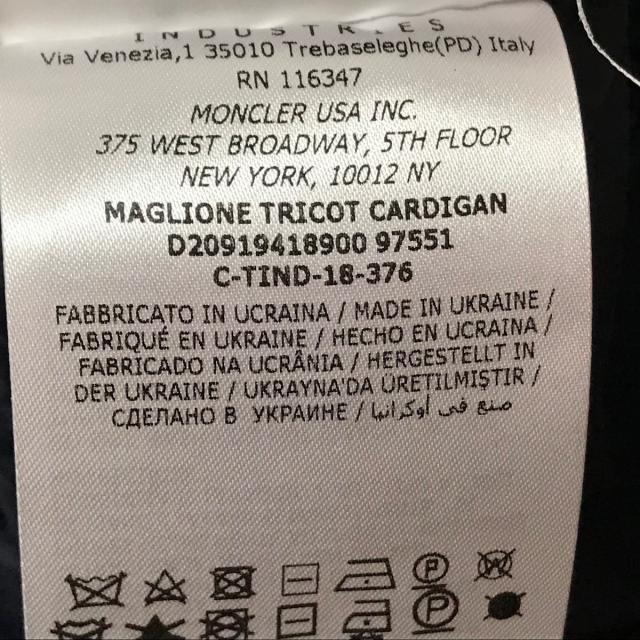 INDUSTRIES
Via Venezia,1 35010 Trebaseleghe(PD) Italy
RN 116347
MONCLER USA INC.
375 WEST BROADWAY, 5TH FLOOR
NEW YORK, 10012 NY
MAGLIONE TRICOT CARDIGAN
D20919418900 97551
C-TIND-18-376
FABBRICATO IN UCRAINA / MADE IN UKRAINE /
FABRIQUÉ EN UKRAINE / HECHO EN UCRAINA /
FABRICADO NA UCRÂNIA / HERGESTELLT IN
DER UKRAINE / UKRAYNA'DA ÜRETILMIŞTIR /
СДЕЛАНО В УКРАИНЕ / صنع في أوكرانيا
P W
P